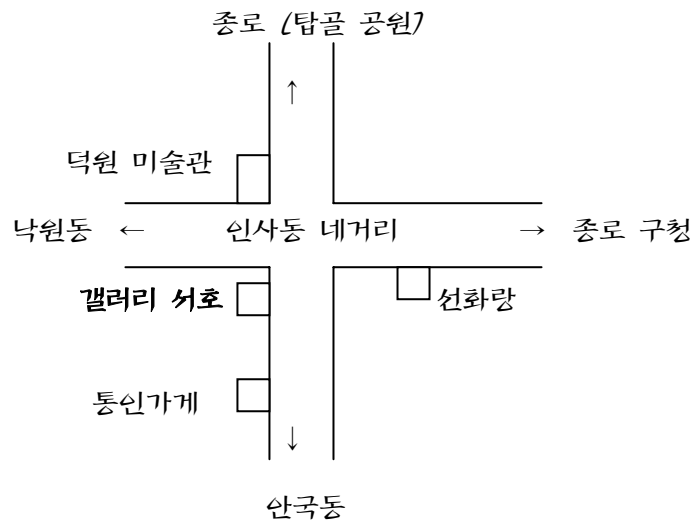 종로 (탑골 공원)
↑
덕원 미술관
낙원동 ← 인사동 네거리 → 종로 구청
갤러리 서호
선화랑
통인가게
↓
안국동